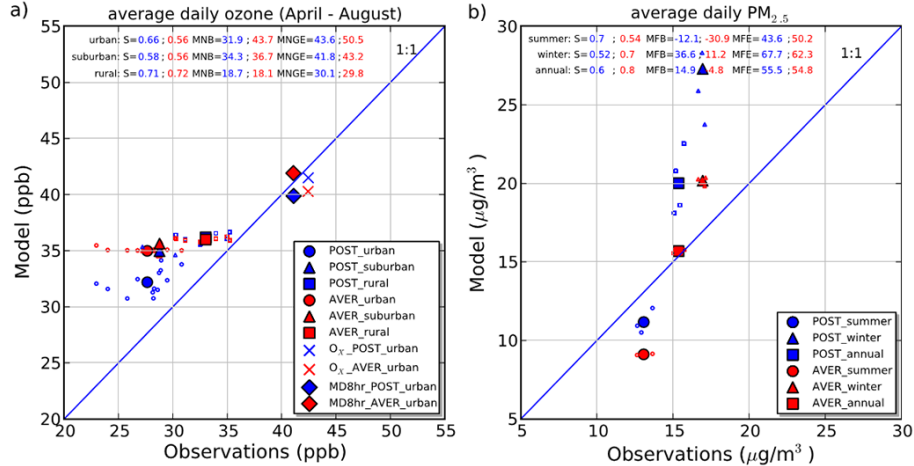 a) average daily ozone (April - August)
urban: S=0.66 ; 0.56 MNB=31.9 ; 43.7 MNGE=43.6 ; 50.5
suburban: S=0.58 ; 0.56 MNB=34.3 ; 36.7 MNGE=41.8 ; 43.2
rural: S=0.71 ; 0.72 MNB=18.7 ; 18.1 MNGE=30.1 ; 29.8
1:1
55
50
45
40
35
30
25
20
Model (ppb)
POST_urban
POST_suburban
POST_rural
AVER_urban
AVER_suburban
AVER_rural
O_X_POST_urban
O_X_AVER_urban
MD8hr_POST_urban
MD8hr_AVER_urban
20 25 30 35 40 45 50 55
Observations (ppb)
b) average daily PM2.5
summer: S=0.7 ; 0.54 MFB=-12.1 ; -30.9 MFE=43.6 ; 50.2
winter: S=0.52 ; 0.7 MFB=36.6 ; 11.2 MFE=67.7 ; 62.3
annual: S=0.6 ; 0.8 MFB=14.9 ; 4.8 MFE=55.5 ; 54.8
1:1
30
25
20
15
10
5
Model (μg/m³ )
POST_summer
POST_winter
POST_annual
AVER_summer
AVER_winter
AVER_annual
5 10 15 20 25 30
Observations (μg/m³ )